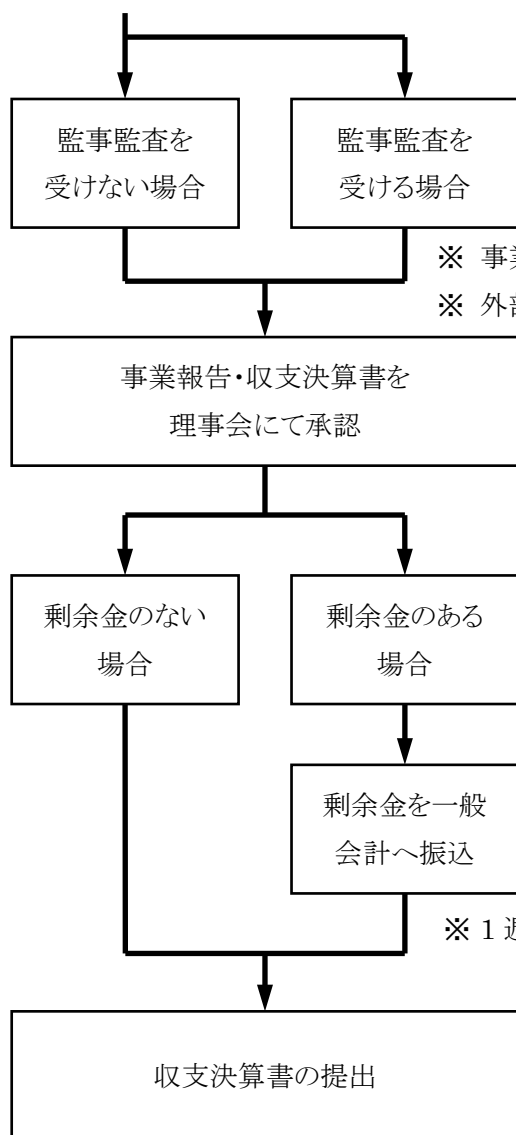 監事監査を
受けない場合
監事監査を
受ける場合
※ 事業
※ 外部
事業報告・収支決算書を
理事会にて承認
剰余金のない
場合
剰余金のある
場合
剰余金を一般
会計へ振込
※ 1 週
収支決算書の提出